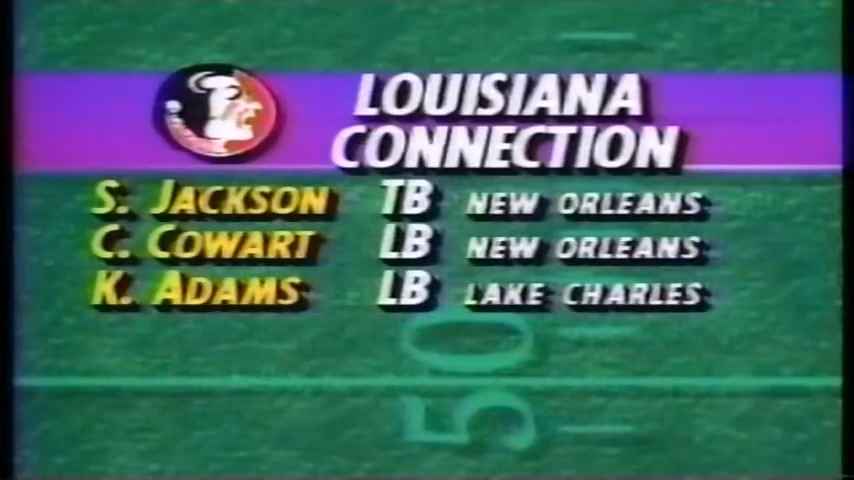 LOUISIANA
CONNECTION
S. JACKSON TB NEW ORLEANS
C. COWART LB NEW ORLEANS
K. ADAMS LB LAKE CHARLES
50